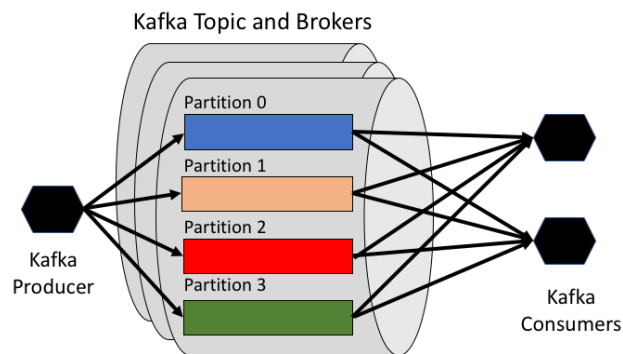 Kafka Topic and Brokers
Partition 0
Partition 1
Partition 2
Partition 3
Kafka
Producer
Kafka
Consumers